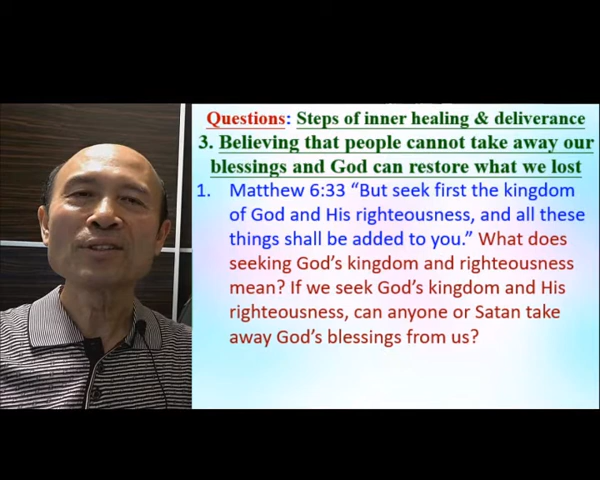 Questions: Steps of inner healing & deliverance
3. Believing that people cannot take away our
blessings and God can restore what we lost
1. Matthew 6:33 “But seek first the kingdom
of God and His righteousness, and all these
things shall be added to you.” What does
seeking God’s kingdom and righteousness
mean? If we seek God’s kingdom and His
righteousness, can anyone or Satan take
away God’s blessings from us?